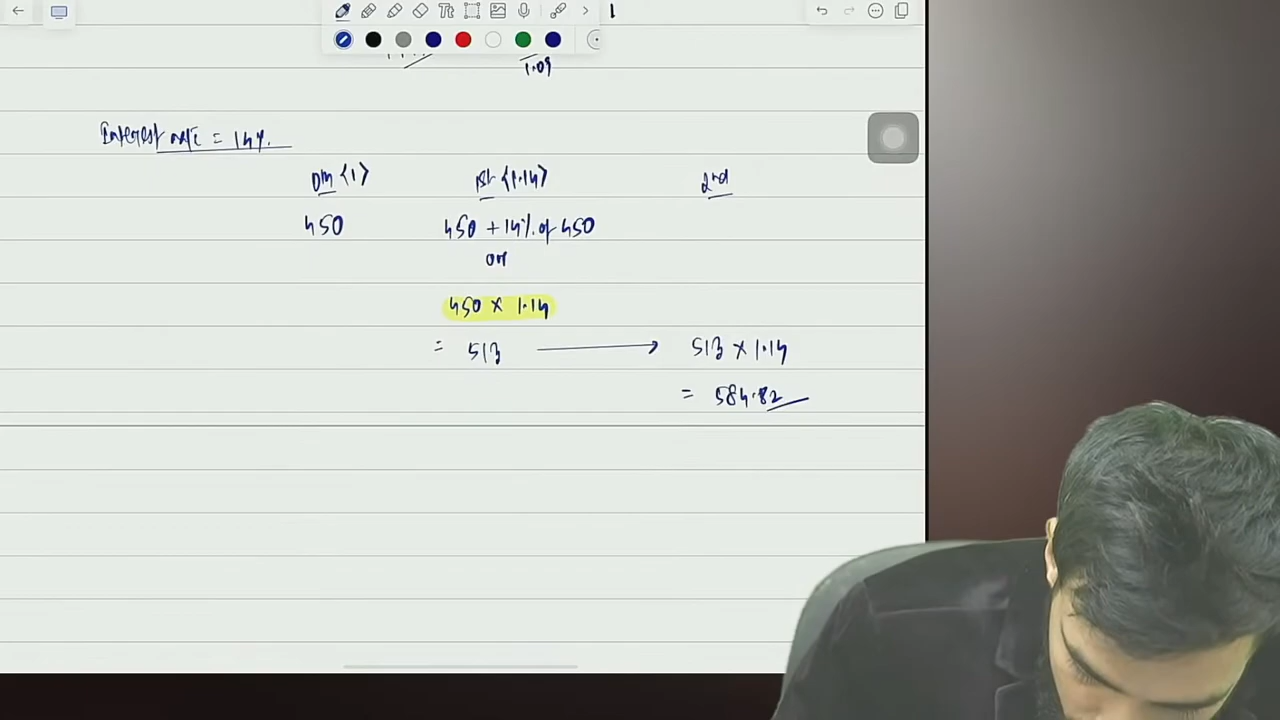 1.09
Interest rate = 14%.
On (1) 1st (1.14) 2nd
450 450 + 14% of 450
or
450 × 1.14
= 513 → 513 × 1.14
= 584.82